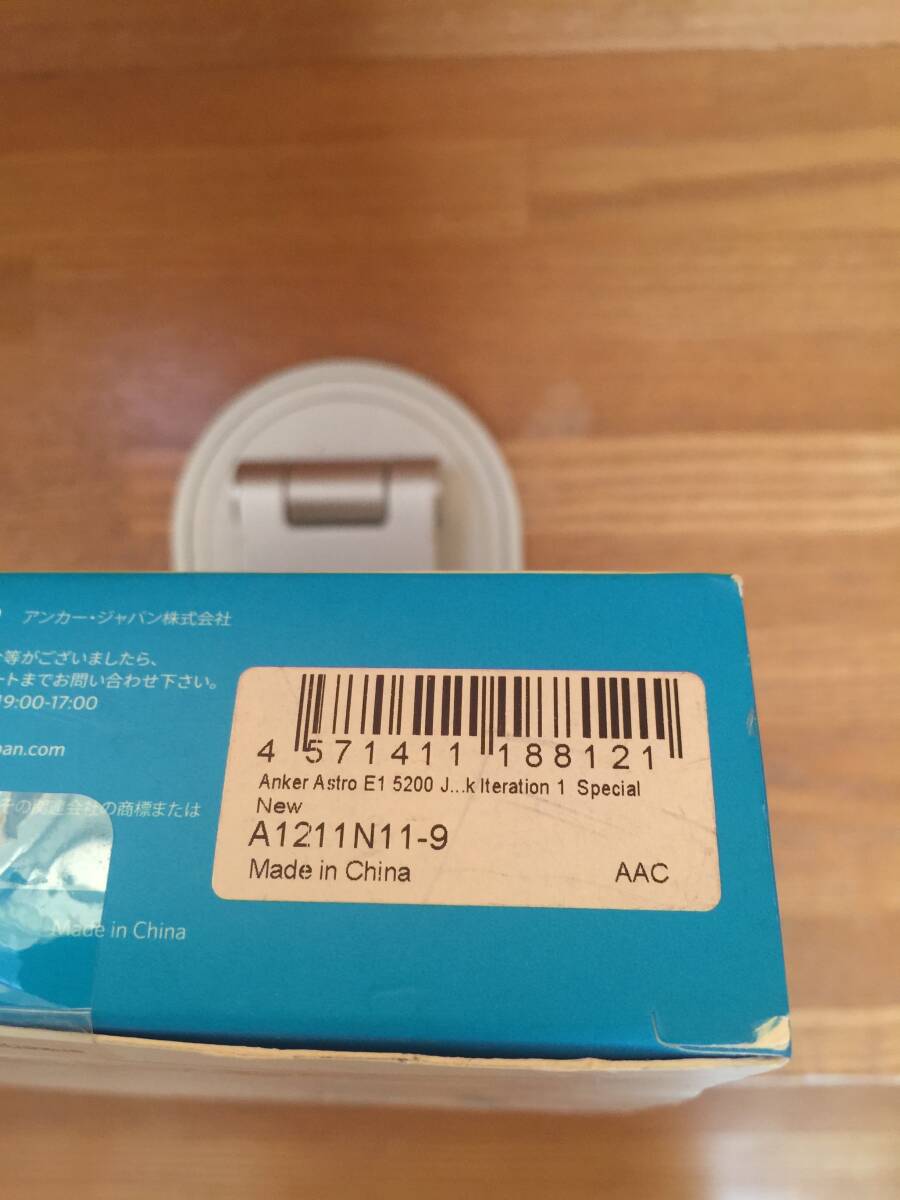 アンカー・ジャパン株式会社
等がございましたら、
ートまでお問い合わせ下さい。
9:00-17:00
pan.com
の関連会社の商標または
Made in China
4 571411 188121
Anker Astro E1 5200 J...k Iteration 1 Special
New
A1211N11-9
Made in China
AAC